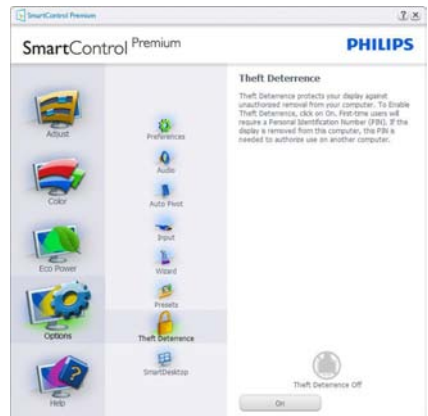 SmartControl Premium
SmartControl Premium
PHILIPS
Adjust
Color
Eco Power
Options
Help
Preferences
Audio
Auto Pivot
Input
Wizard
Presets
Theft Deterrence
SmartDesktop
Theft Deterrence
Theft Deterrence protects your display against
unauthorised removal from your computer. To Enable
Theft Deterrence, click on On. First-time users will
require a Personal Identification Number (PIN). If the
display is removed from this computer, this PIN is
needed to authorise use on another computer.
Theft Deterrence Off
On